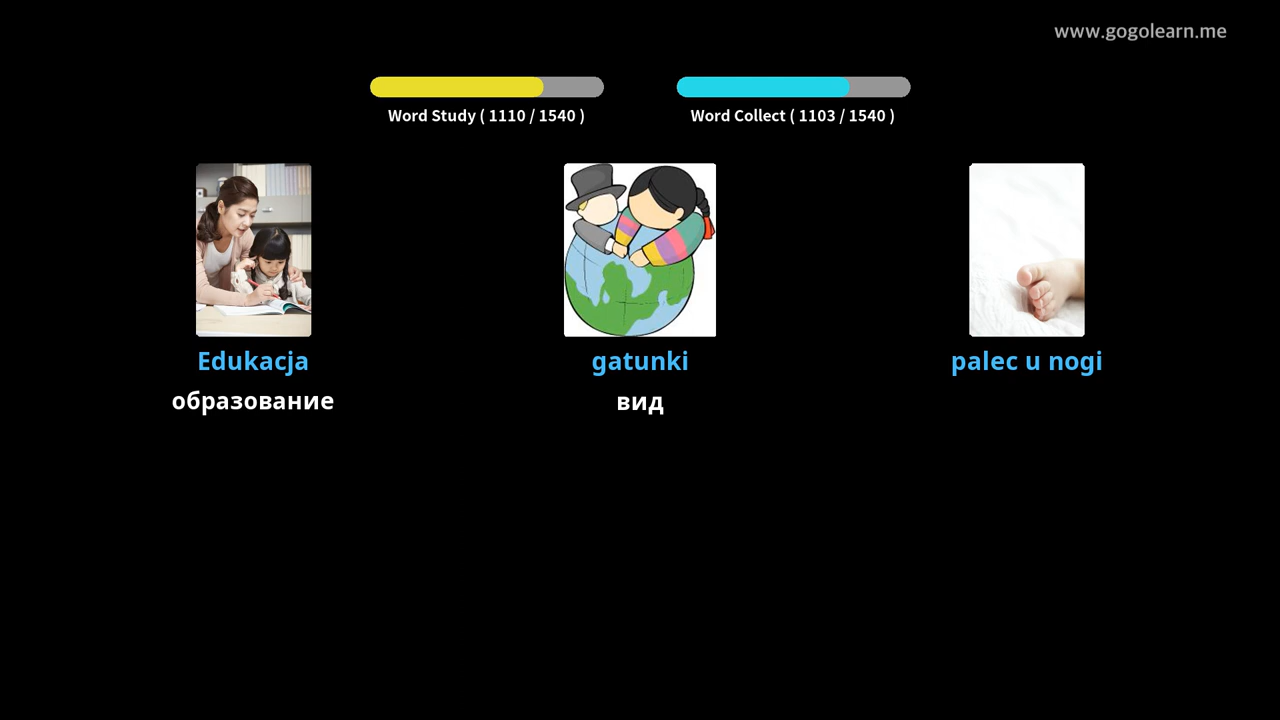 www.gogolearn.me
Word Study ( 1110 / 1540 )
Word Collect ( 1103 / 1540 )
Edukacja
gatunki
palec u nogi
образование
вид